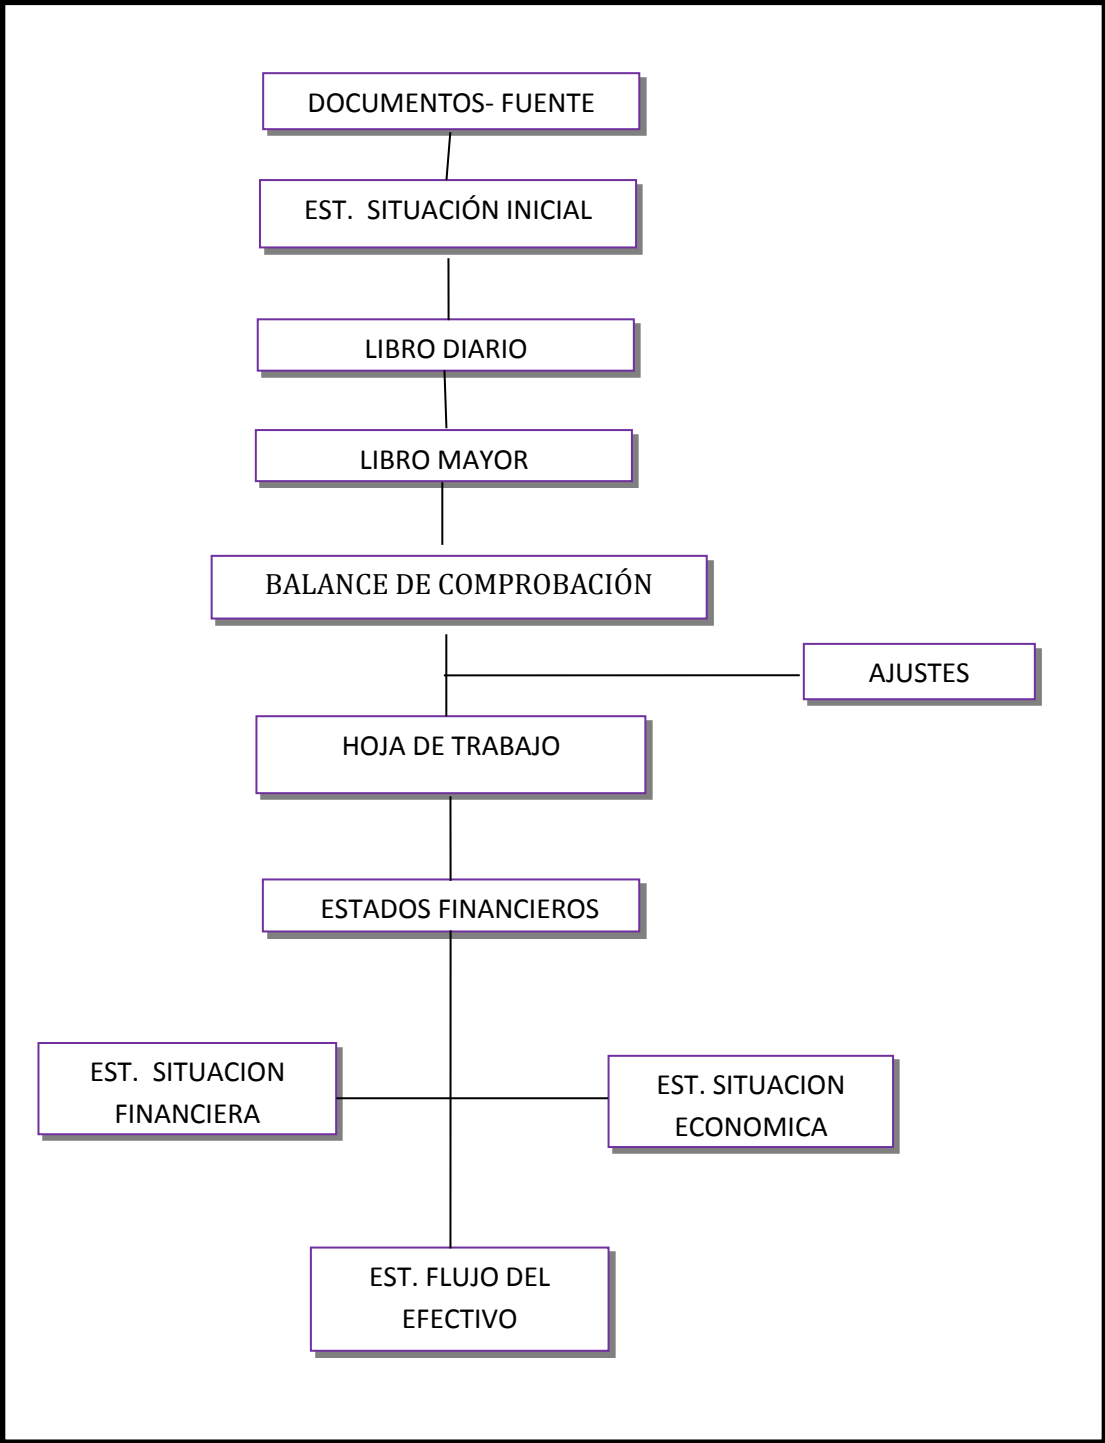 DOCUMENTOS- FUENTE
EST.  SITUACIÓN INICIAL
LIBRO DIARIO
LIBRO MAYOR
BALANCE DE COMPROBACIÓN
AJUSTES
HOJA DE TRABAJO
ESTADOS FINANCIEROS
EST.  SITUACION
FINANCIERA
EST. SITUACION
ECONOMICA
EST. FLUJO DEL
EFECTIVO